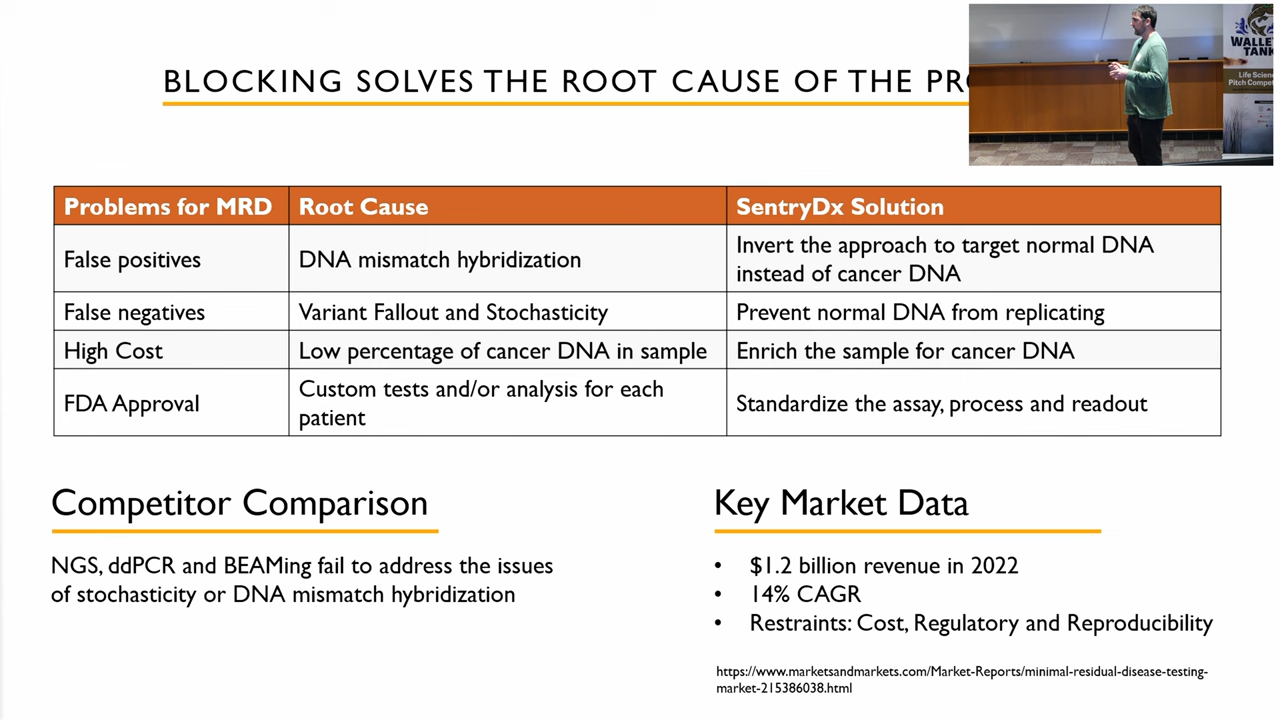 BLOCKING SOLVES THE ROOT CAUSE OF THE
WALLEY
TANK
Life Scien
Pitch Compe
Problems for MRD Root Cause SentryDx Solution
False positives DNA mismatch hybridization Invert the approach to target normal DNA
instead of cancer DNA
False negatives Variant Fallout and Stochasticity Prevent normal DNA from replicating
High Cost Low percentage of cancer DNA in sample Enrich the sample for cancer DNA
FDA Approval Custom tests and/or analysis for each
patient Standardize the assay, process and readout
Competitor Comparison
NGS, ddPCR and BEAMing fail to address the issues
of stochasticity or DNA mismatch hybridization
Key Market Data
• $1.2 billion revenue in 2022
• 14% CAGR
• Restraints: Cost, Regulatory and Reproducibility
https://www.marketsandmarkets.com/Market-Reports/minimal-residual-disease-testing-
market-215386038.html